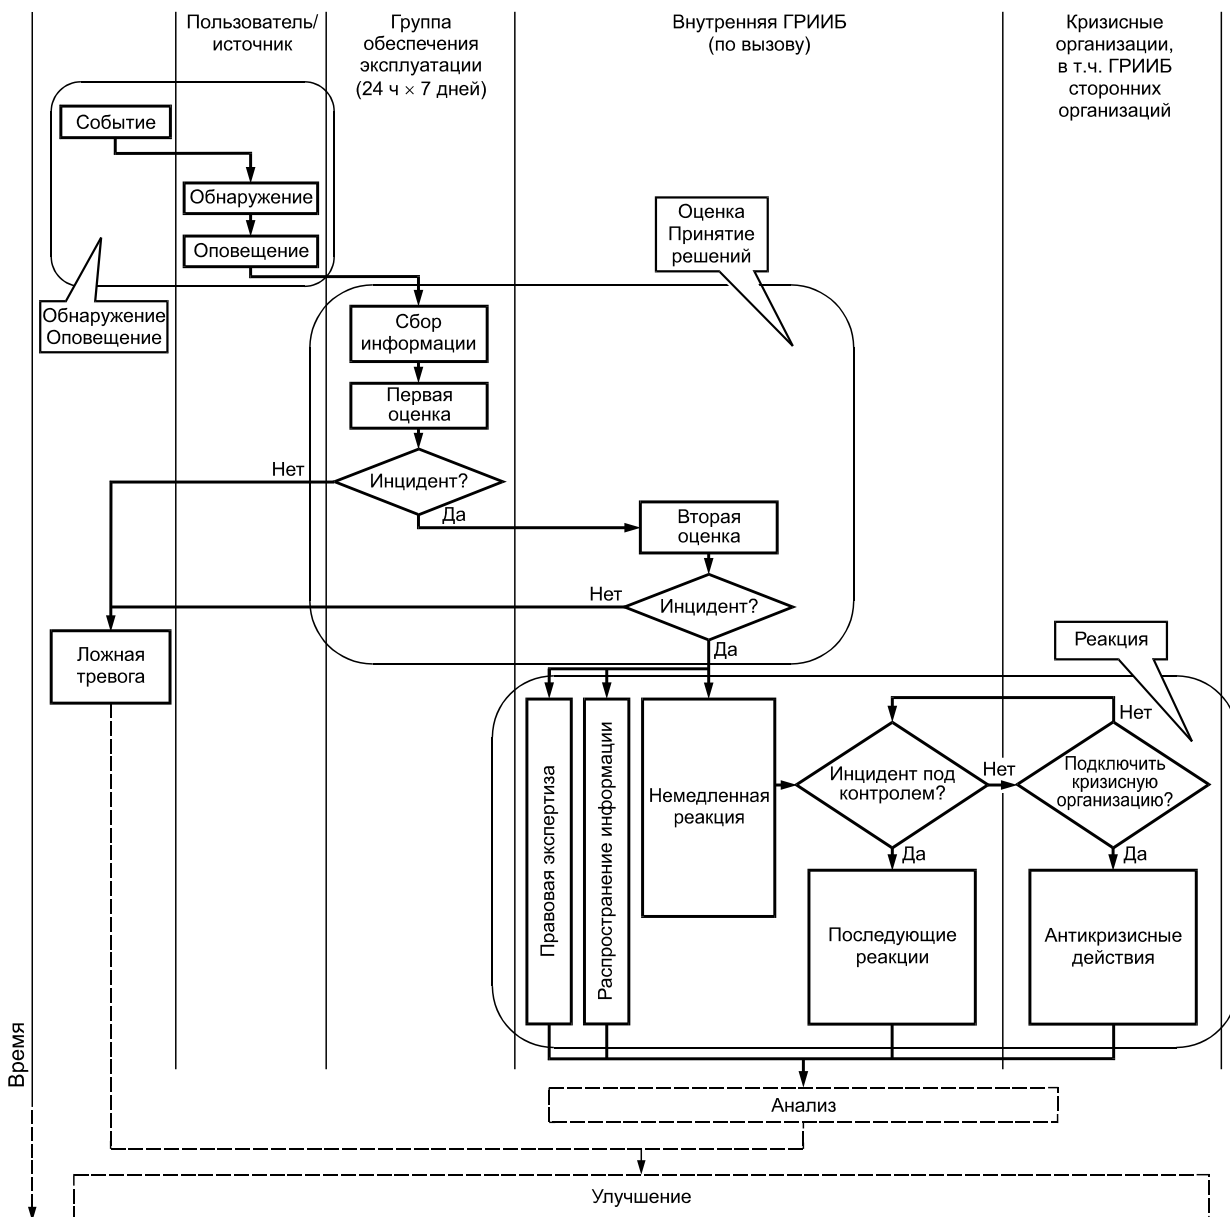 Пользователь/
источник
Группа
обеспечения
эксплуатации
(24 ч × 7 дней)
Внутренняя ГРИИБ
(по вызову)
Кризисные
организации,
в т.ч. ГРИИБ
сторонних
организаций
Событие
Обнаружение
Оповещение
Обнаружение
Оповещение
Оценка
Принятие
решений
Сбор
информации
Первая
оценка
Нет
Инцидент?
Да
Вторая
оценка
Нет
Инцидент?
Да
Ложная
тревога
Реакция
Правовая экспертиза
Распространение информации
Немедленная
реакция
Инцидент под
контролем?
Нет
Нет
Подключить
кризисную
организацию?
Да
Да
Последующие
реакции
Антикризисные
действия
Время
Анализ
Улучшение